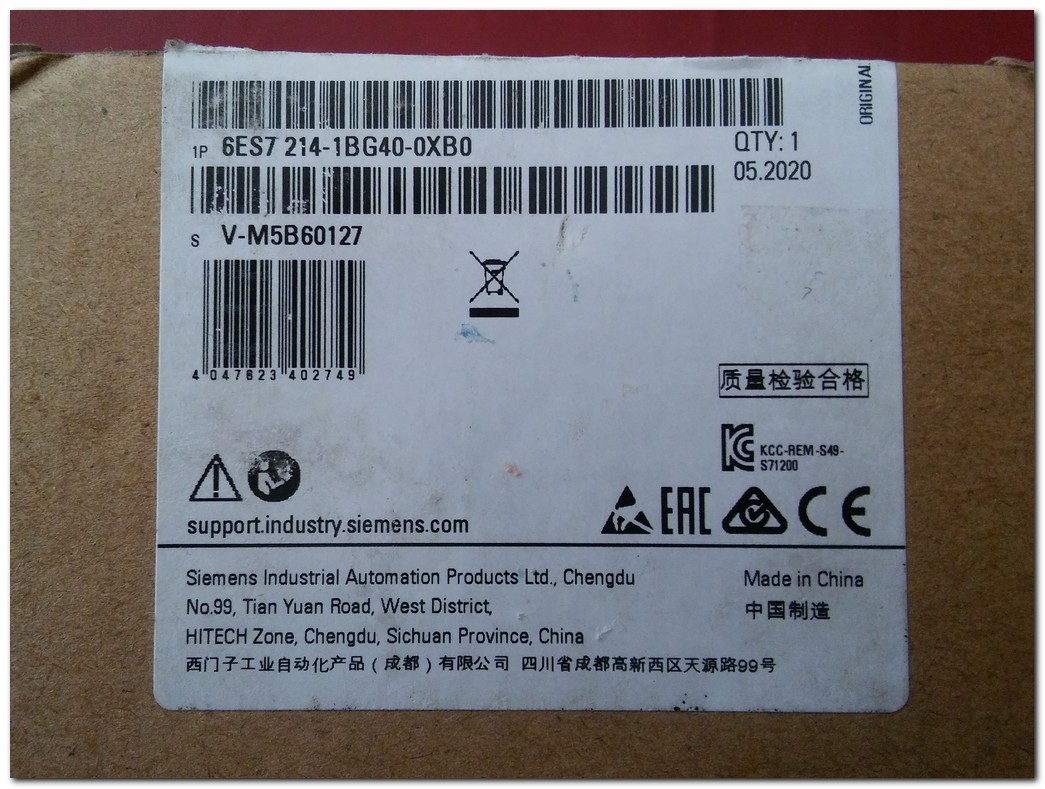 ORIGINAL
1P 6ES7 214-1BG40-0XB0
QTY: 1
05.2020
S V-M5B60127
4 047623 402749
质量检验合格
KCC-REM-S49-
S71200
support.industry.siemens.com
EAC
CE
Siemens Industrial Automation Products Ltd., Chengdu
No.99, Tian Yuan Road, West District,
HITECH Zone, Chengdu, Sichuan Province, China
西门子工业自动化产品（成都）有限公司 四川省成都高新西区天源路99号
Made in China
中国制造